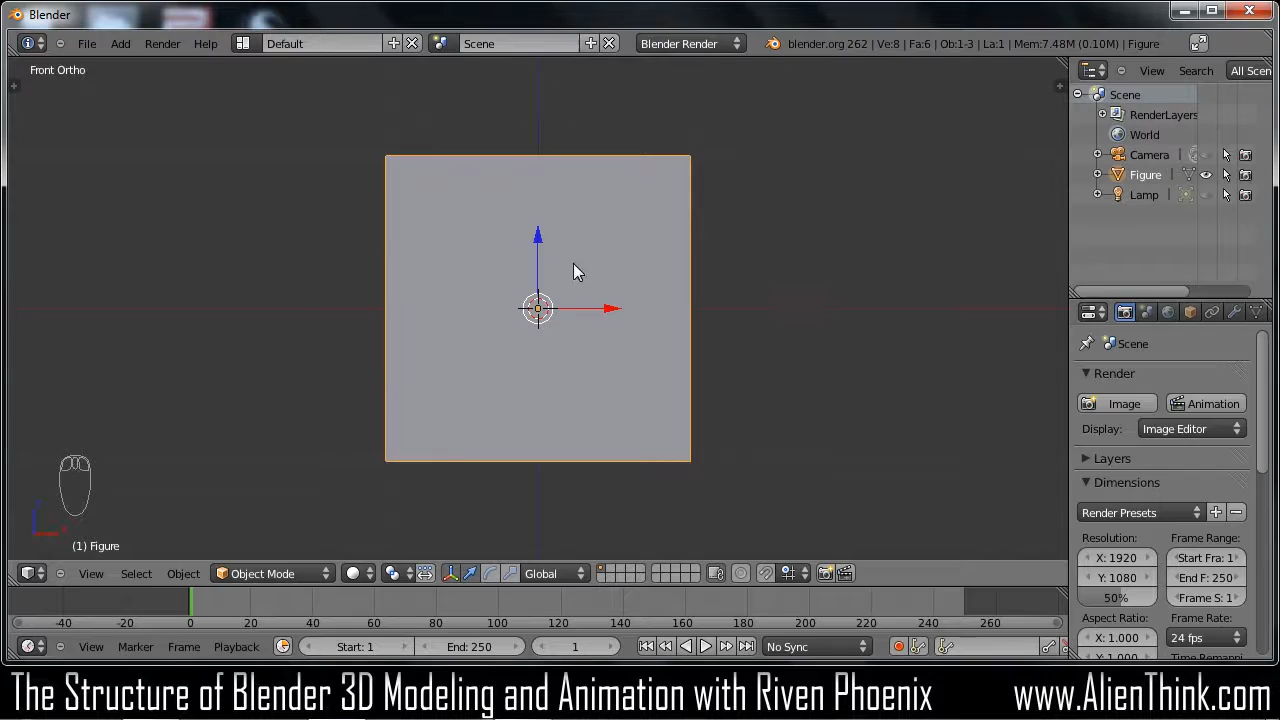 Blender
File Add Render Help Default Scene Blender Render blender.org 262 | Ve:8 | Fa:6 | Ob:1-3 | La:1 | Mem:7.48M (0.10M) | Figure
Front Ortho
View Search All Scen
Scene
RenderLayers
World
Camera
Figure
Lamp
Scene
Render
Image Animation
Display: Image Editor
Layers
Dimensions
Render Presets
Resolution: Frame Range:
X: 1920 Start Fra: 1
Y: 1080 End F: 250
50% Frame S: 1
Aspect Ratio: Frame Rate:
X: 1.000 24 fps
Y: 1.000 Time Remappi
(1) Figure
View Select Object Object Mode Global
-40 -20 0 20 40 60 80 100 120 140 160 180 200 220 240 260
View Marker Frame Playback Start: 1 End: 250 1 No Sync
The Structure of Blender 3D Modeling and Animation with Riven Phoenix www.AlienThink.com